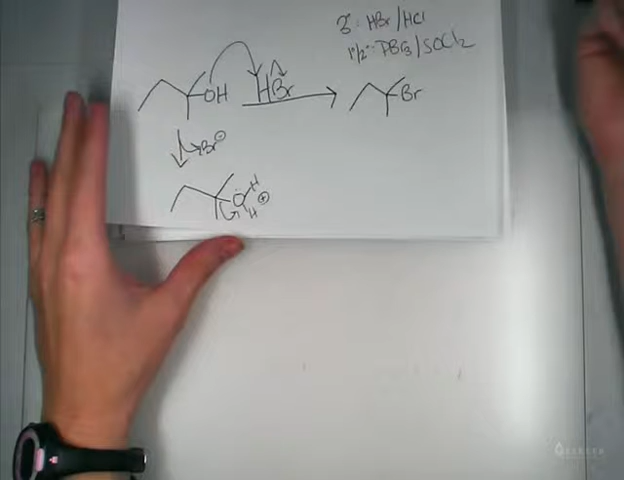 3°: HBr/HCl
1°/2°: PBr3/SOCl2
OH HBr Br
Br⊖
H
O ⊕
H